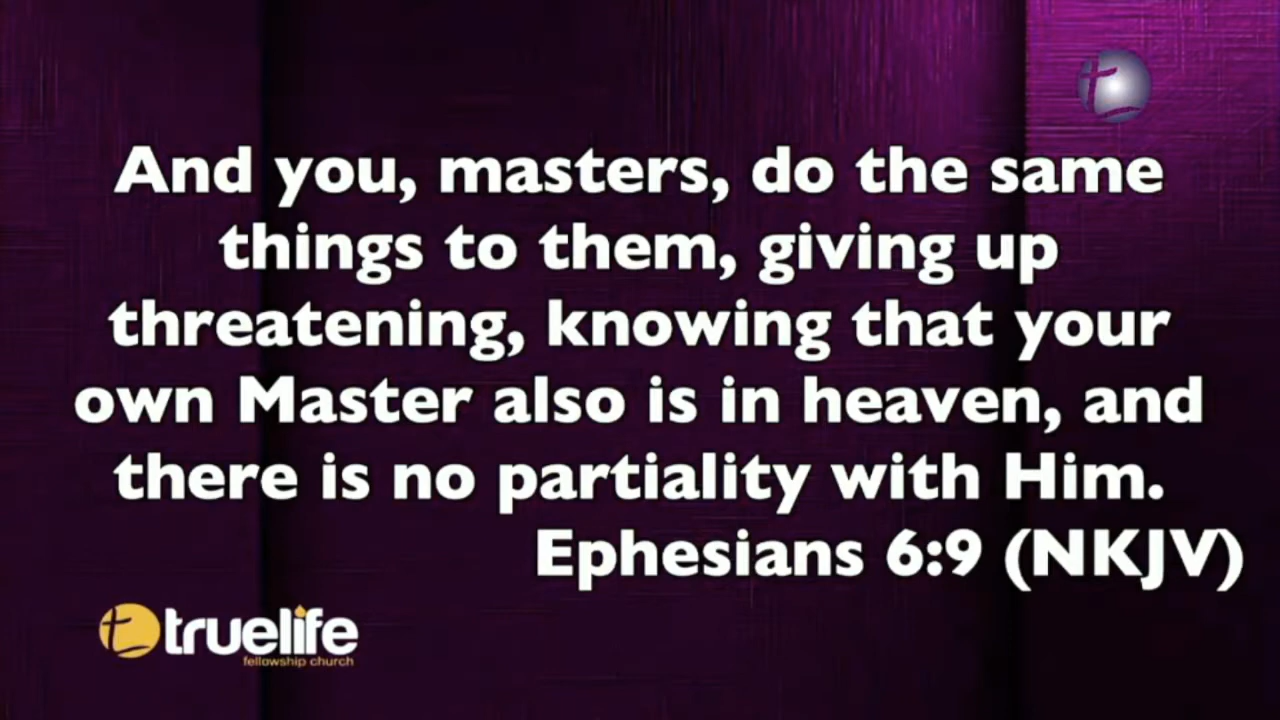 And you, masters, do the same
things to them, giving up
threatening, knowing that your
own Master also is in heaven, and
there is no partiality with Him.
Ephesians 6:9 (NKJV)
truelife
fellowship church